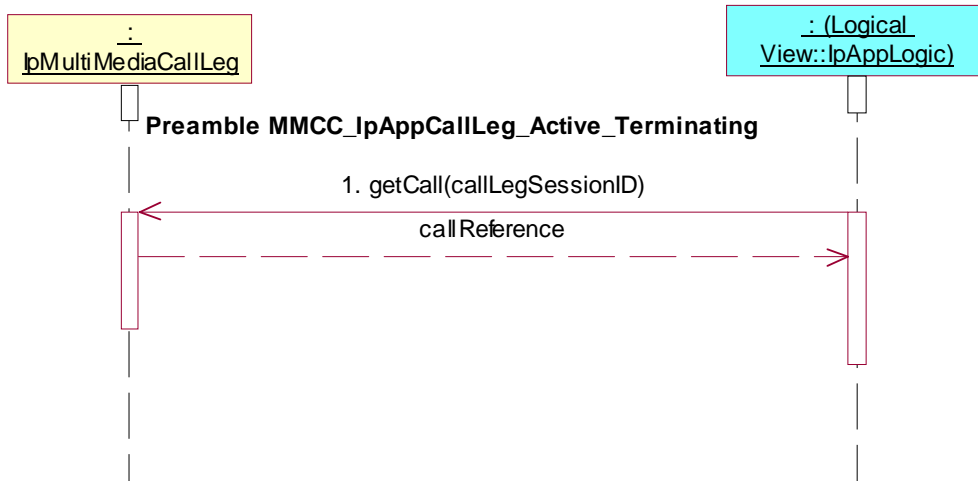 :
IpMultiMediaCallLeg
: (Logical
View::IpAppLogic)
Preamble MMCC_IpAppCallLeg_Active_Terminating
1. getCall(callLegSessionID)
callReference